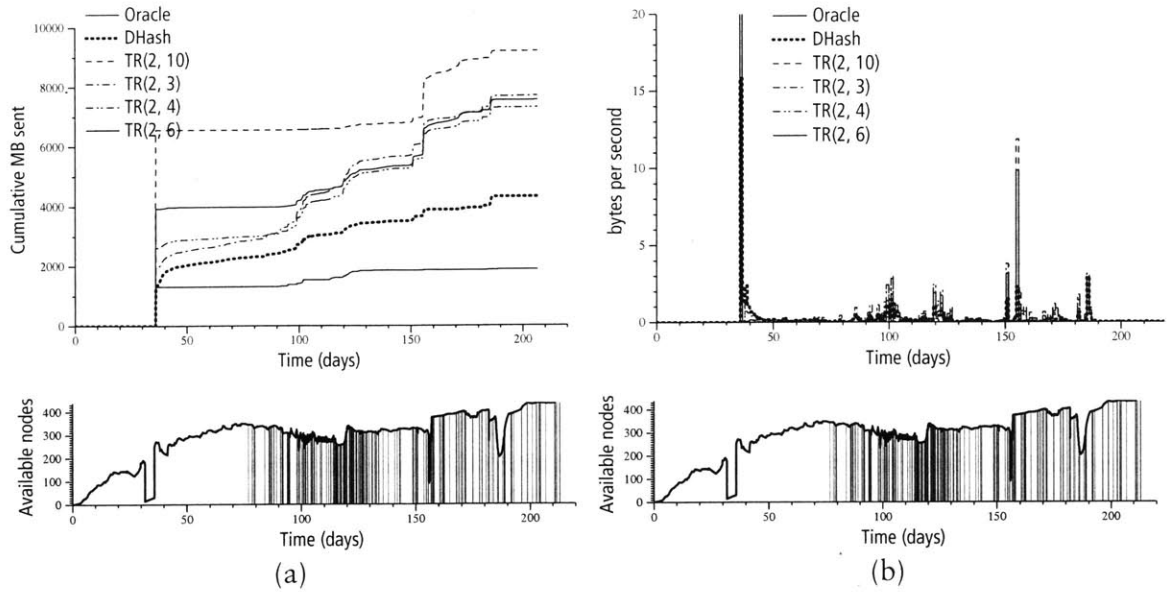 Oracle
DHash
TR(2, 10)
TR(2, 3)
TR(2, 4)
TR(2, 6)
10000
8000
6000
4000
2000
0
Cumulative MB sent
0 50 100 150 200
Time (days)
400
300
200
100
0
Available nodes
0 50 100 150 200
Time (days)
(a)
Oracle
DHash
TR(2, 10)
TR(2, 3)
TR(2, 4)
TR(2, 6)
20
15
10
5
0
bytes per second
0 50 100 150 200
Time (days)
400
300
200
100
0
Available nodes
0 50 100 150 200
Time (days)
(b)